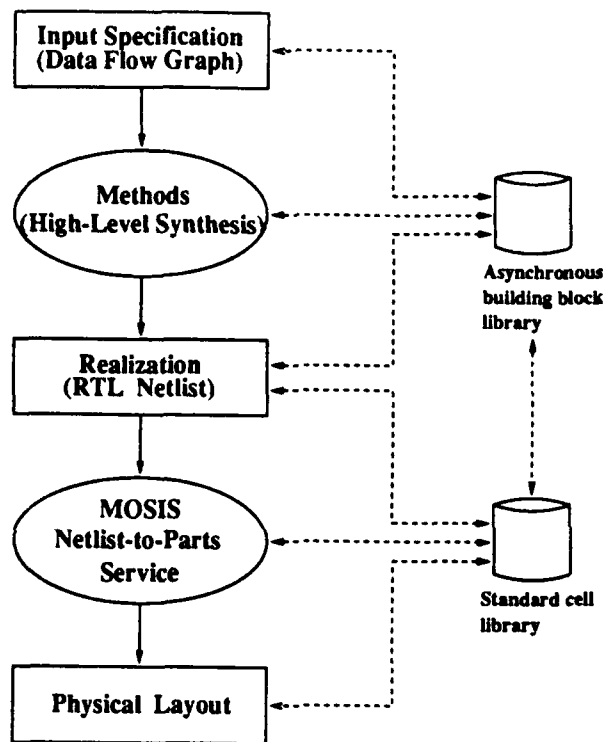 Input Specification
(Data Flow Graph)
Methods
(High-Level Synthesis)
Asynchronous
building block
library
Realization
(RTL Netlist)
MOSIS
Netlist-to-Parts
Service
Standard cell
library
Physical Layout